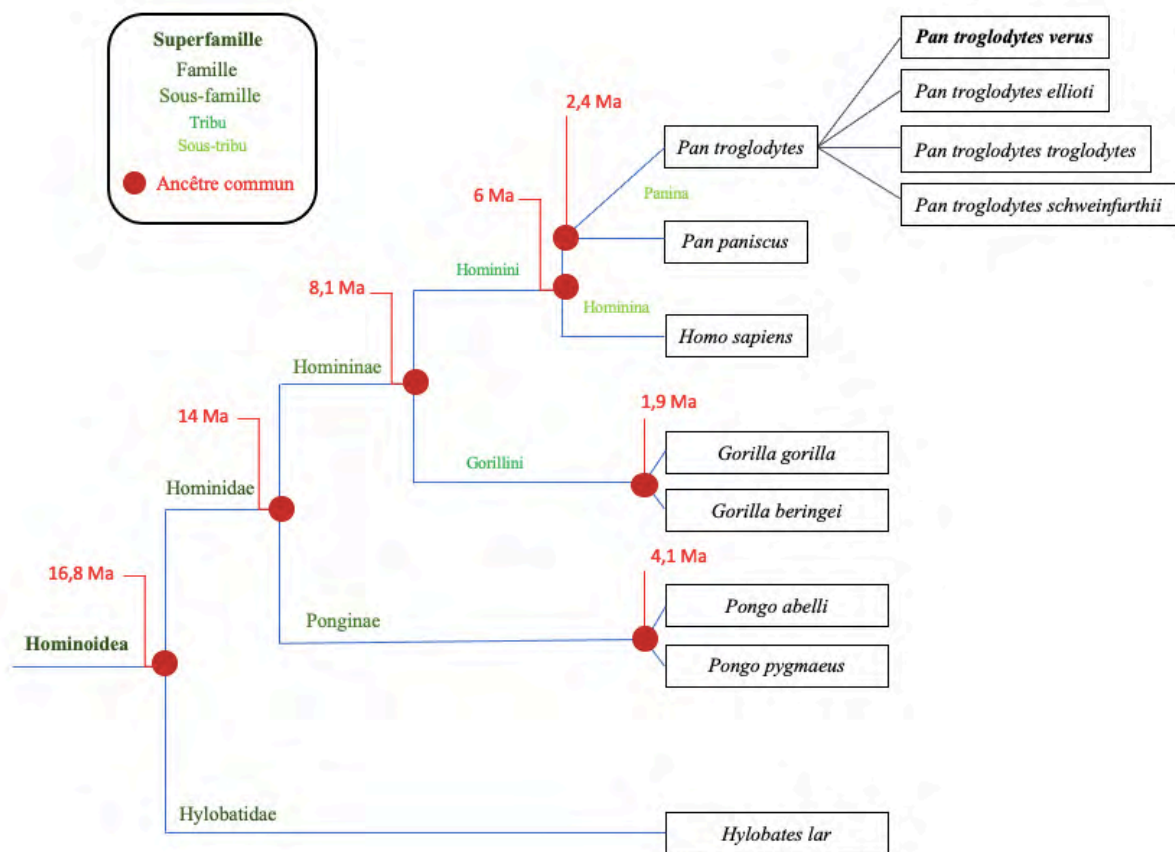 Superfamille
Famille
Sous-famille
Tribu
Sous-tribu
Ancêtre commun
Pan troglodytes verus
Pan troglodytes ellioti
Pan troglodytes troglodytes
Pan troglodytes schweinfurthii
2,4 Ma
Pan troglodytes
Panina
6 Ma
Pan paniscus
Hominini
8,1 Ma
Hominina
Homo sapiens
Homininae
14 Ma
1,9 Ma
Gorilla gorilla
Gorillini
Hominidae
Gorilla beringei
16,8 Ma
4,1 Ma
Pongo abelli
Ponginae
Hominoidea
Pongo pygmaeus
Hylobatidae
Hylobates lar